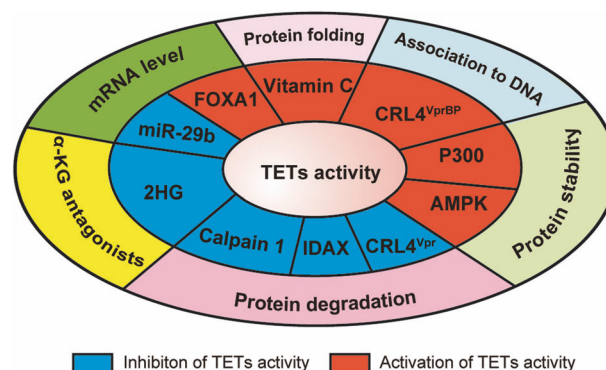 Protein folding
mRNA level
Association to DNA
FOXA1
Vitamin C
CRL4VprBP
miR-29b
P300
TETs activity
2HG
AMPK
α-KG antagonists
Protein stability
Calpain 1
IDAX
CRL4Vpr
Protein degradation
Inhibiton of TETs activity
Activation of TETs activity